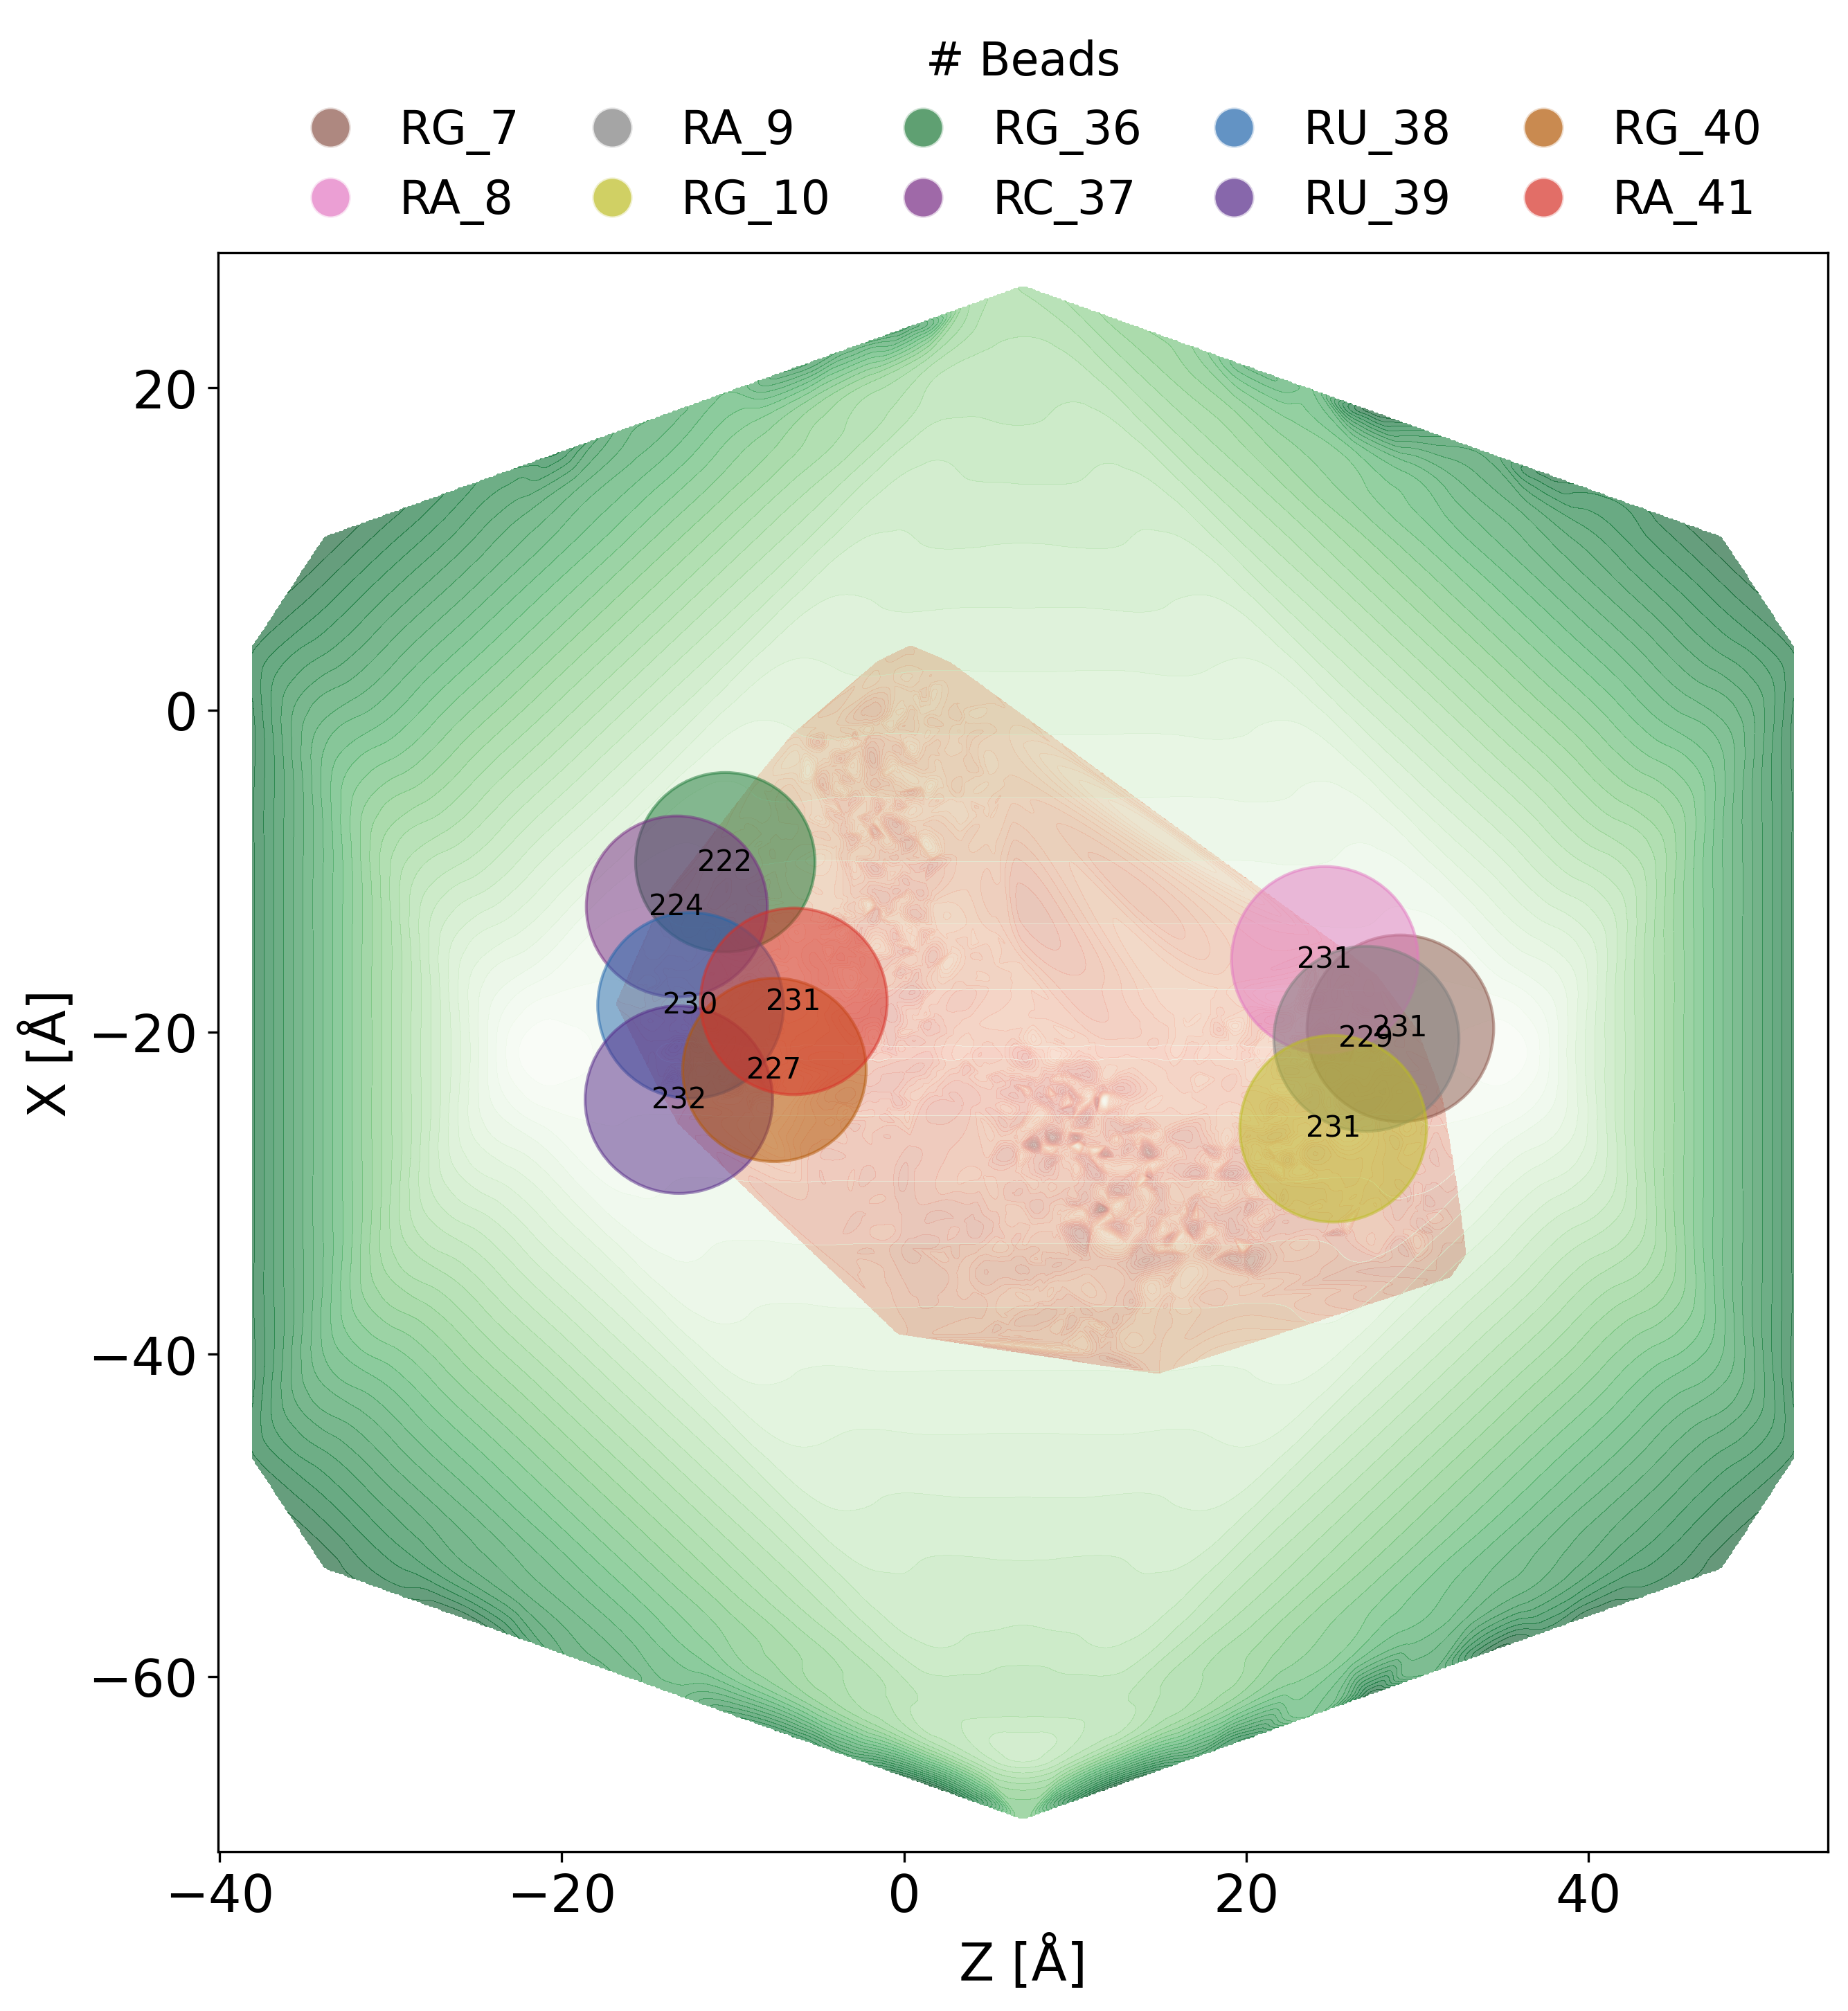 # Beads
RG_7 RA_9 RG_36 RU_38 RG_40
RA_8 RG_10 RC_37 RU_39 RA_41
20
0
−20
−40
−60
X [Å]
222
224
230
231
227
232
231
231
229
231
−40 −20 0 20 40
Z [Å]